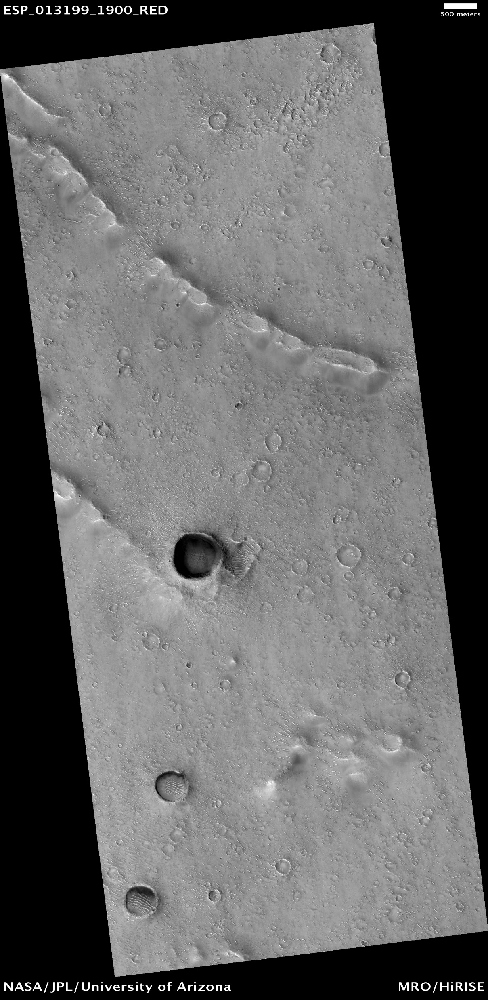 ESP_013199_1900_RED
500 meters
NASA/JPL/University of Arizona
MRO/HiRISE